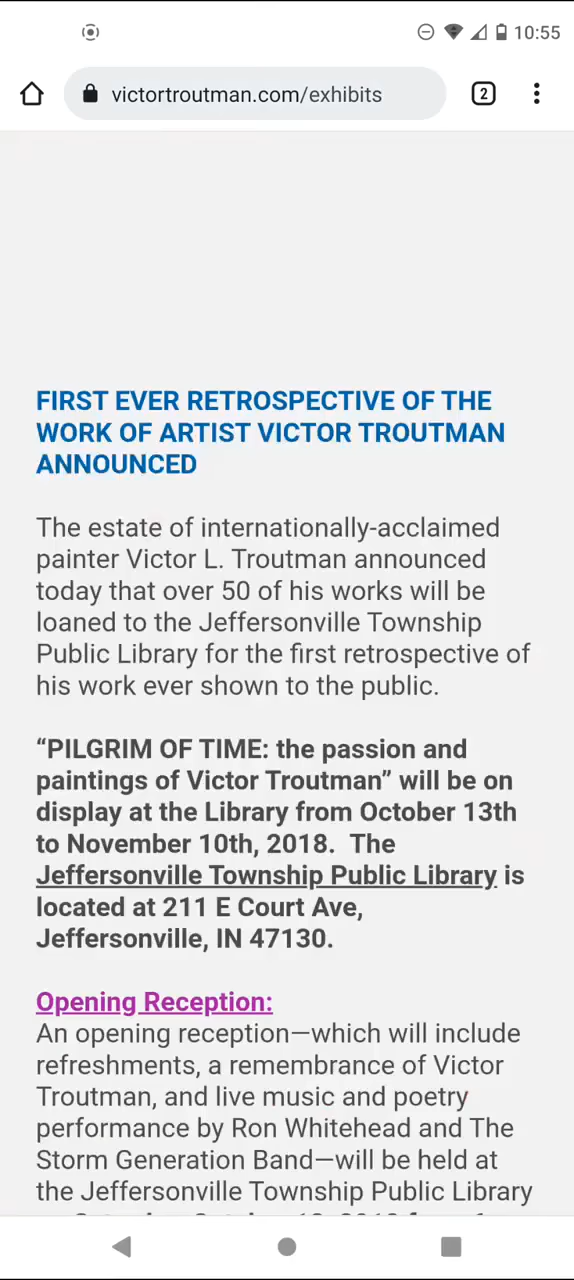 10:55
victortroutman.com/exhibits
2
FIRST EVER RETROSPECTIVE OF THE
WORK OF ARTIST VICTOR TROUTMAN
ANNOUNCED
The estate of internationally-acclaimed
painter Victor L. Troutman announced
today that over 50 of his works will be
loaned to the Jeffersonville Township
Public Library for the first retrospective of
his work ever shown to the public.
“PILGRIM OF TIME: the passion and
paintings of Victor Troutman” will be on
display at the Library from October 13th
to November 10th, 2018. The
Jeffersonville Township Public Library is
located at 211 E Court Ave,
Jeffersonville, IN 47130.
Opening Reception:
An opening reception—which will include
refreshments, a remembrance of Victor
Troutman, and live music and poetry
performance by Ron Whitehead and The
Storm Generation Band—will be held at
the Jeffersonville Township Public Library